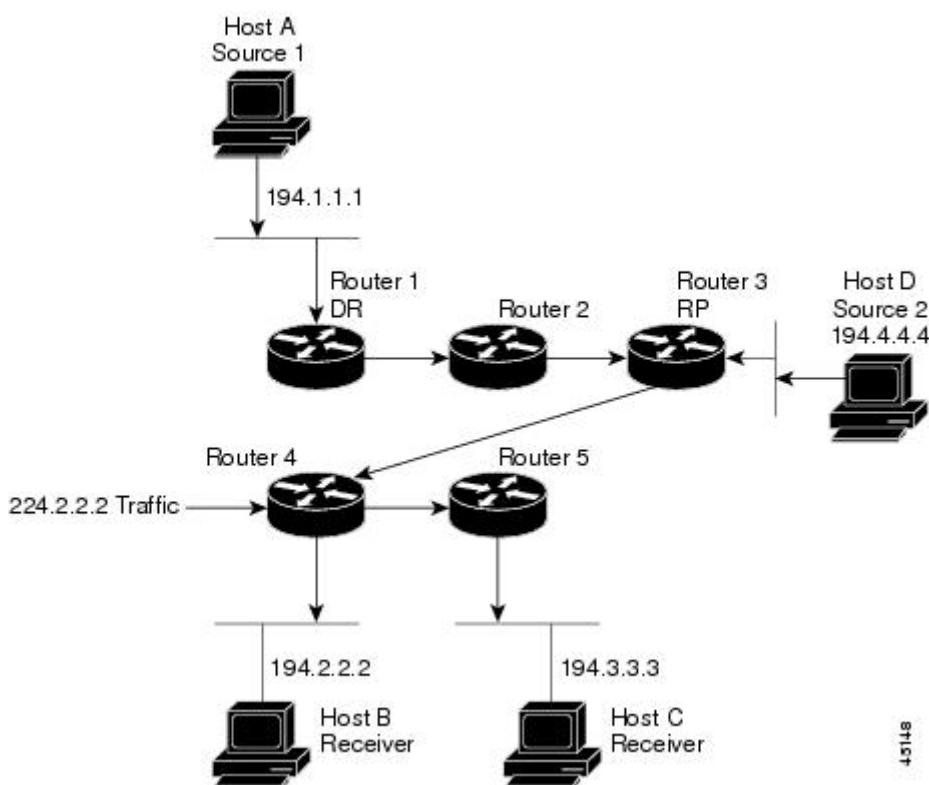 Host A
Source 1
194.1.1.1
Router 1
DR
Router 2
Router 3
RP
Host D
Source 2
194.4.4.4
Router 4
Router 5
224.2.2.2 Traffic
194.2.2.2
194.3.3.3
Host B
Receiver
Host C
Receiver
45148